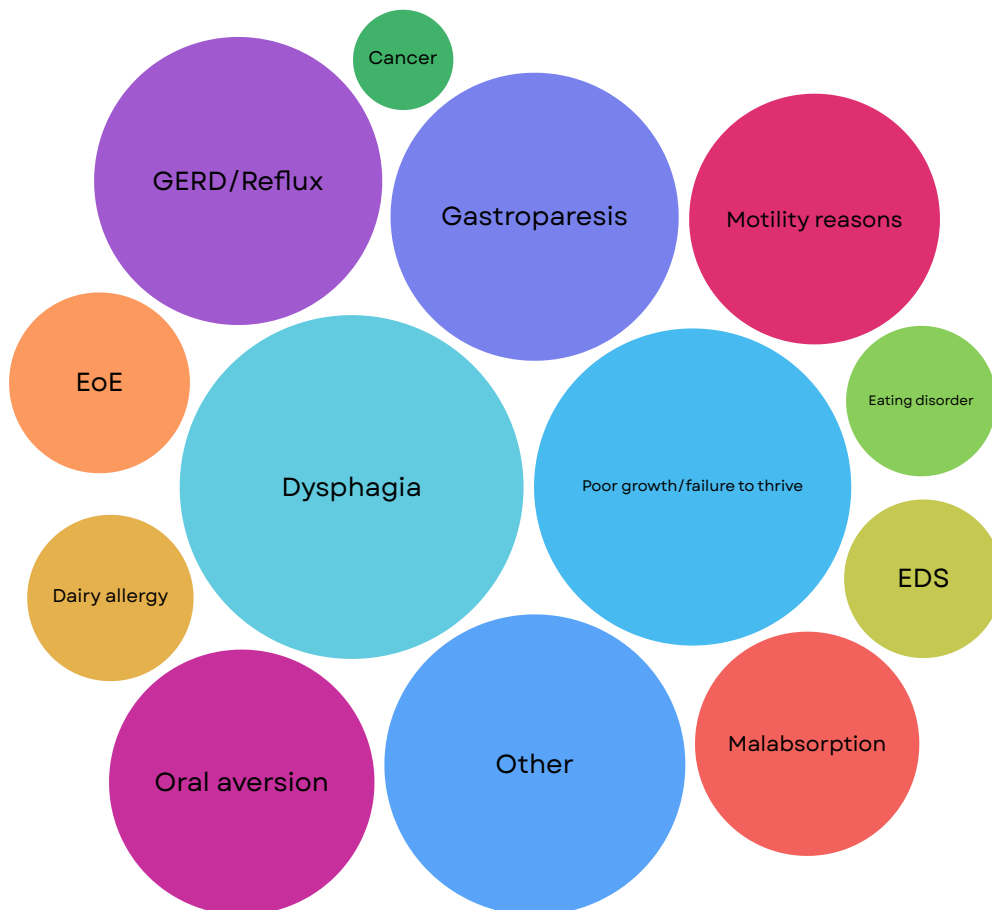 Cancer
GERD/Reflux
Gastroparesis
Motility reasons
EoE
Eating disorder
Dysphagia
Poor growth/failure to thrive
EDS
Dairy allergy
Malabsorption
Oral aversion
Other